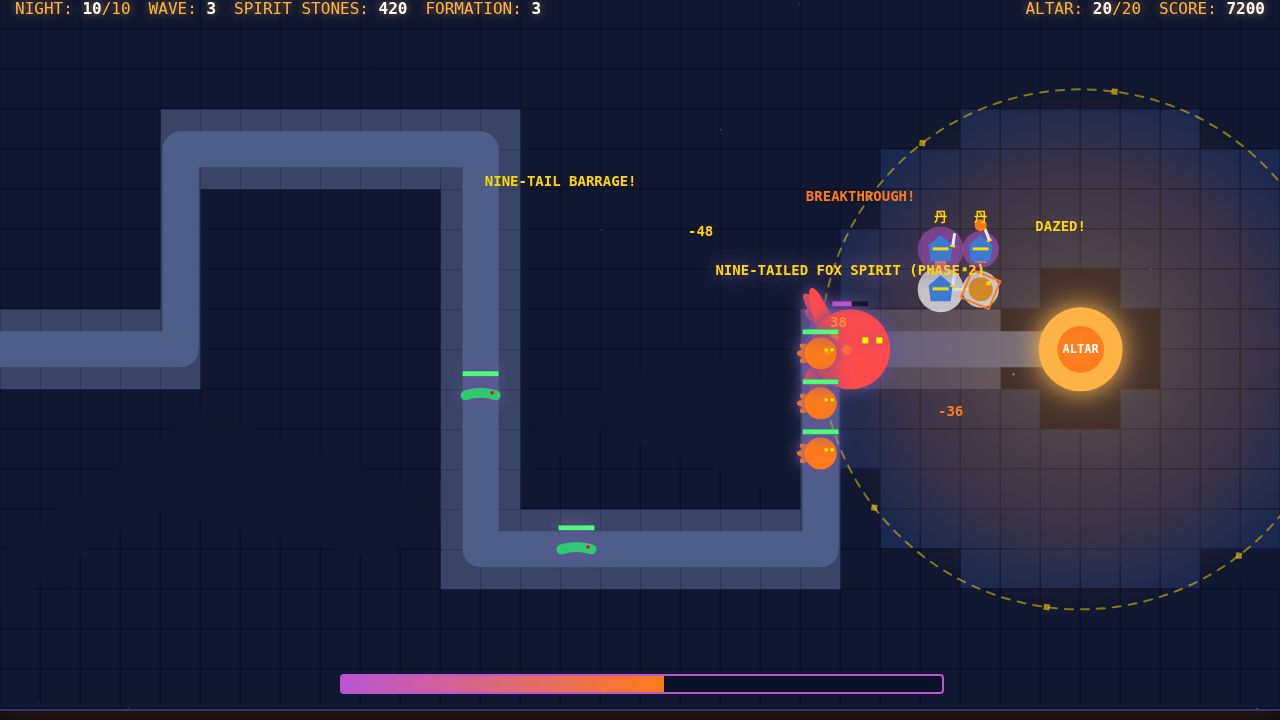 NIGHT: 10/10 WAVE: 3 SPIRIT STONES: 420 FORMATION: 3
ALTAR: 20/20 SCORE: 7200
NINE-TAIL BARRAGE!
BREAKTHROUGH!
丹 丹
DAZED!
-48
NINE-TAILED FOX SPIRIT (PHASE 2)
38
ALTAR
-36